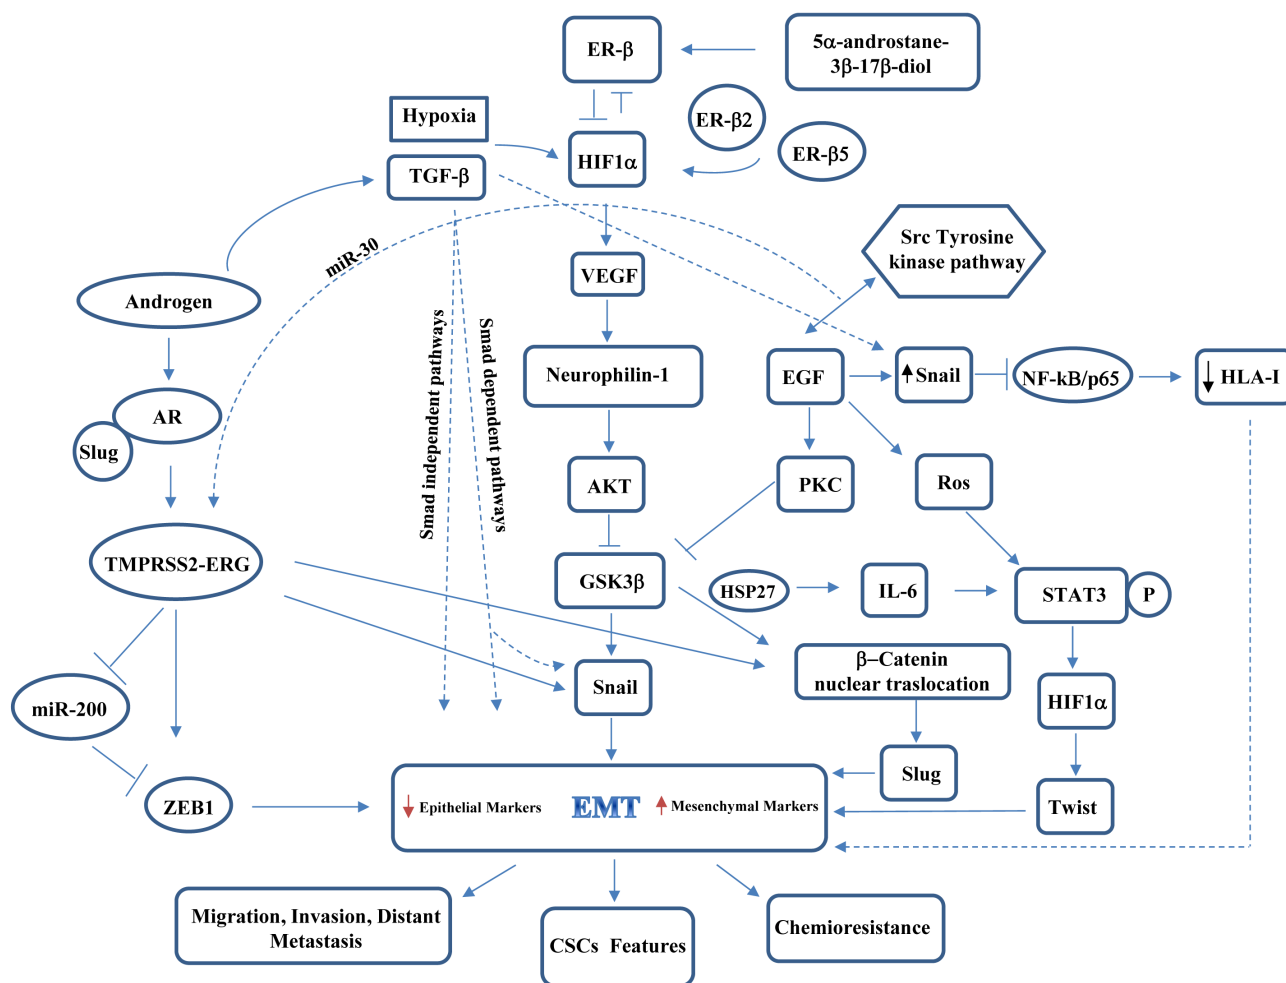 ER-β
5α-androstane-
3β-17β-diol
Hypoxia
ER-β2
HIF1α
ER-β5
TGF-β
Src Tyrosine
kinase pathway
miR-30
VEGF
Androgen
Smad independent pathways
Smad dependent pathways
Neurophilin-1
EGF
Snail
NF-kB/p65
HLA-I
AR
Slug
AKT
PKC
Ros
TMPRSS2-ERG
GSK3β
HSP27
IL-6
STAT3
P
β–Catenin
nuclear traslocation
Snail
miR-200
HIF1α
Slug
ZEB1
Epithelial Markers
EMT
Mesenchymal Markers
Twist
Migration, Invasion, Distant
Metastasis
CSCs Features
Chemioresistance